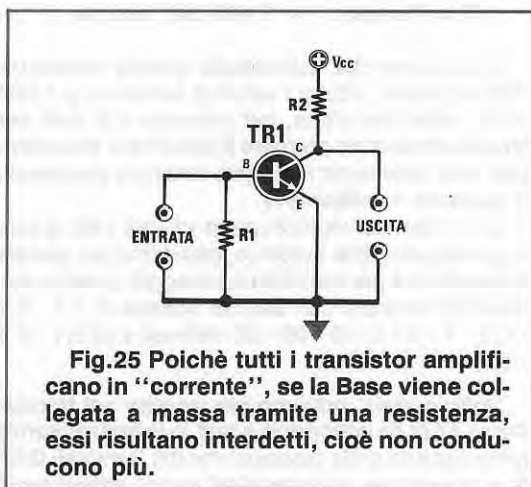 Vcc
R2
TR1
C
B
E
ENTRATA
R1
USCITA
Fig.25 Poichè tutti i transistor amplifi-
cano in "corrente", se la Base viene col-
legata a massa tramite una resistenza,
essi risultano interdetti, cioè non condu-
cono più.